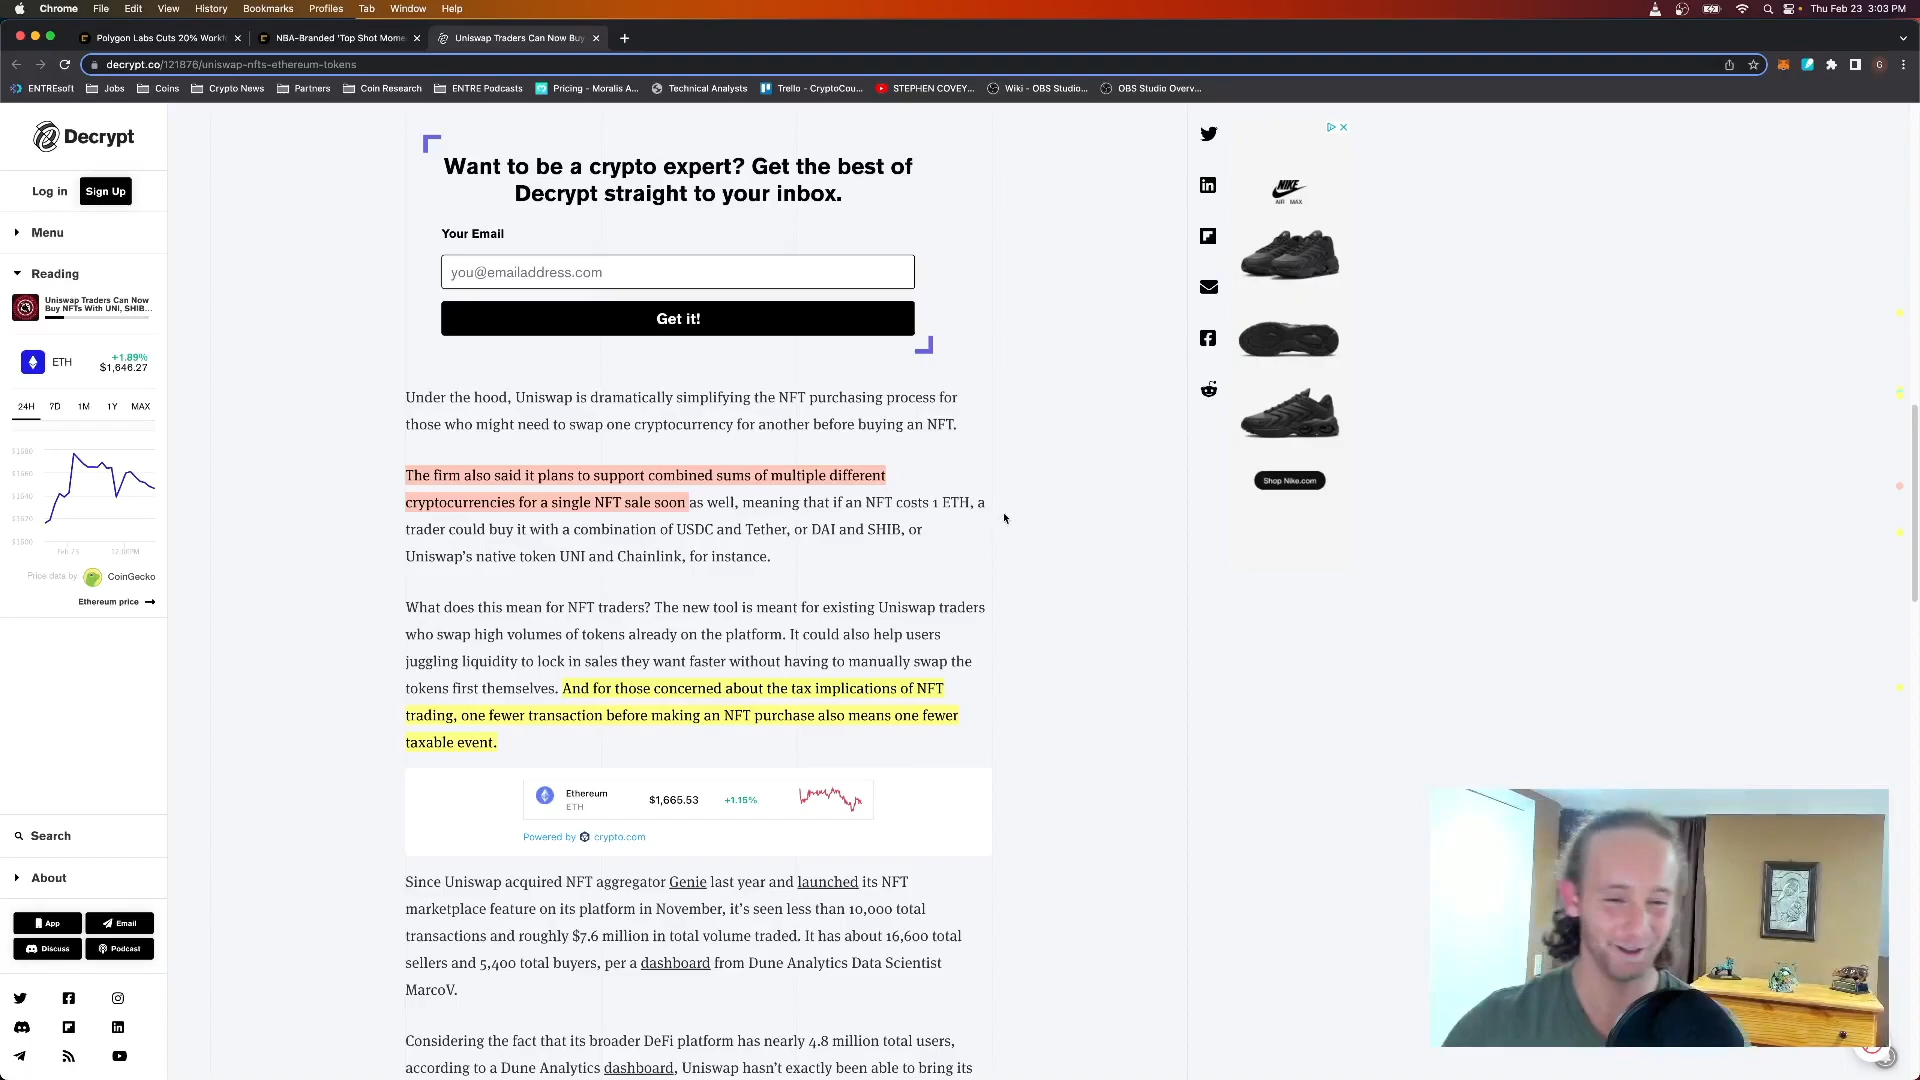 Chrome File Edit View History Bookmarks Profiles Tab Window Help Thu Feb 23 3:03 PM
Polygon Labs Cuts 20% Workf NBA-Branded 'Top Shot Mome Uniswap Traders Can Now Buy
decrypt.co/121876/uniswap-nfts-ethereum-tokens
ENTREsoft Jobs Coins Crypto News Partners Coin Research ENTRE Podcasts Pricing - Moralis A... Technical Analysts Trello - CryptoCou... STEPHEN COVEY... Wiki - OBS Studio... OBS Studio Overv...
Decrypt
Log in Sign Up
Menu
Reading
Uniswap Traders Can Now
Buy NFTs With UNI, SHIB...
ETH +1.89%
$1,646.27
24H 7D 1M 1Y MAX
$1680
$1660
$1640
$1600
Feb 23 12:00PM
Price data by CoinGecko
Ethereum price
Search
About
App Email
Discuss Podcast
Want to be a crypto expert? Get the best of
Decrypt straight to your inbox.
Your Email
you@emailaddress.com
Get it!
Under the hood, Uniswap is dramatically simplifying the NFT purchasing process for
those who might need to swap one cryptocurrency for another before buying an NFT.
The firm also said it plans to support combined sums of multiple different
cryptocurrencies for a single NFT sale soon as well, meaning that if an NFT costs 1 ETH, a
trader could buy it with a combination of USDC and Tether, or DAI and SHIB, or
Uniswap's native token UNI and Chainlink, for instance.
What does this mean for NFT traders? The new tool is meant for existing Uniswap traders
who swap high volumes of tokens already on the platform. It could also help users
juggling liquidity to lock in sales they want faster without having to manually swap the
tokens first themselves. And for those concerned about the tax implications of NFT
trading, one fewer transaction before making an NFT purchase also means one fewer
taxable event.
Ethereum
ETH
$1,665.53 +1.15%
Powered by crypto.com
Since Uniswap acquired NFT aggregator Genie last year and launched its NFT
marketplace feature on its platform in November, it's seen less than 10,000 total
transactions and roughly $7.6 million in total volume traded. It has about 16,600 total
sellers and 5,400 total buyers, per a dashboard from Dune Analytics Data Scientist
MarcoV.
Considering the fact that its broader DeFi platform has nearly 4.8 million total users,
according to a Dune Analytics dashboard, Uniswap hasn't exactly been able to bring its
NIKE
AIR MAX
Shop Nike.com